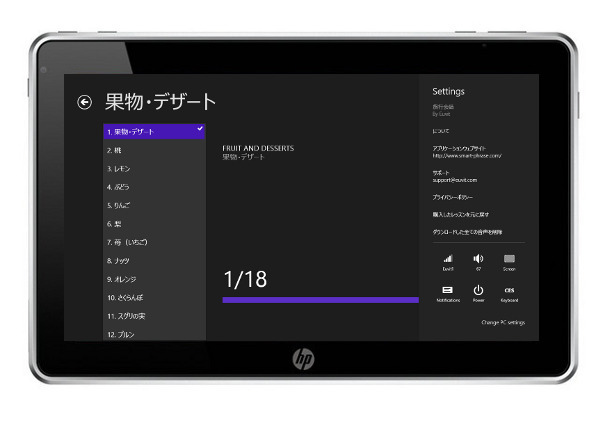 果物・デザート
1. 果物・デザート
2. 桃
3. レモン
4. ぶどう
5. りんご
6. 梨
7. 苺（いちご）
8. ナッツ
9. オレンジ
10. さくらんぼ
11. スグリの実
12. プルン
FRUIT AND DESSERTS
果物・デザート
1/18
Settings
旅行会話
By Luvit
について
アプリケーションウェブサイト
http://www.smart-phrase.com/
サポート
support@euvit.com
プライバシーポリシー
購入したレッスンを元に戻す
ダウンロードした全ての音声を削除
67
Screen
Notifications
Power
Keyboard
Change PC settings
hp